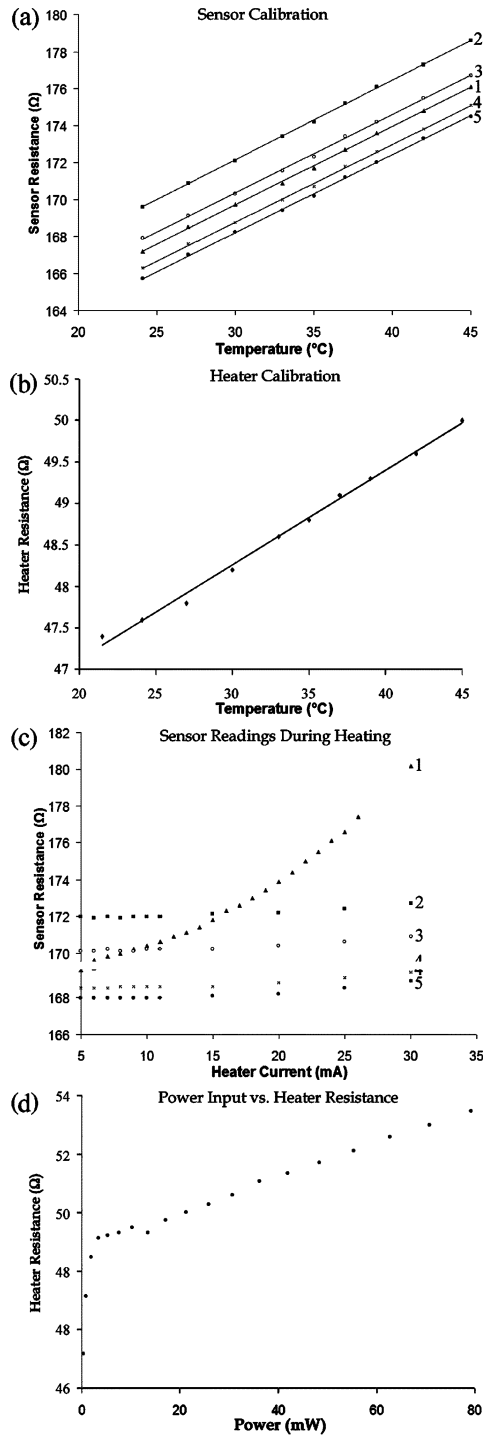 (a)
Sensor Calibration
180
178
176
174
172
170
168
166
164
Sensor Resistance (Ω)
2
3
1
4
5
20 25 30 35 40 45
Temperature (°C)
(b)
Heater Calibration
50.5
50
49.5
49
48.5
48
47.5
47
Heater Resistance (Ω)
20 25 30 35 40 45
Temperature (°C)
(c)
Sensor Readings During Heating
182
180
178
176
174
172
170
168
166
Sensor Resistance (Ω)
1
2
3
4
4
5
5 10 15 20 25 30 35
Heater Current (mA)
(d)
Power Input vs. Heater Resistance
54
52
50
48
46
Heater Resistance (Ω)
0 20 40 60 80
Power (mW)